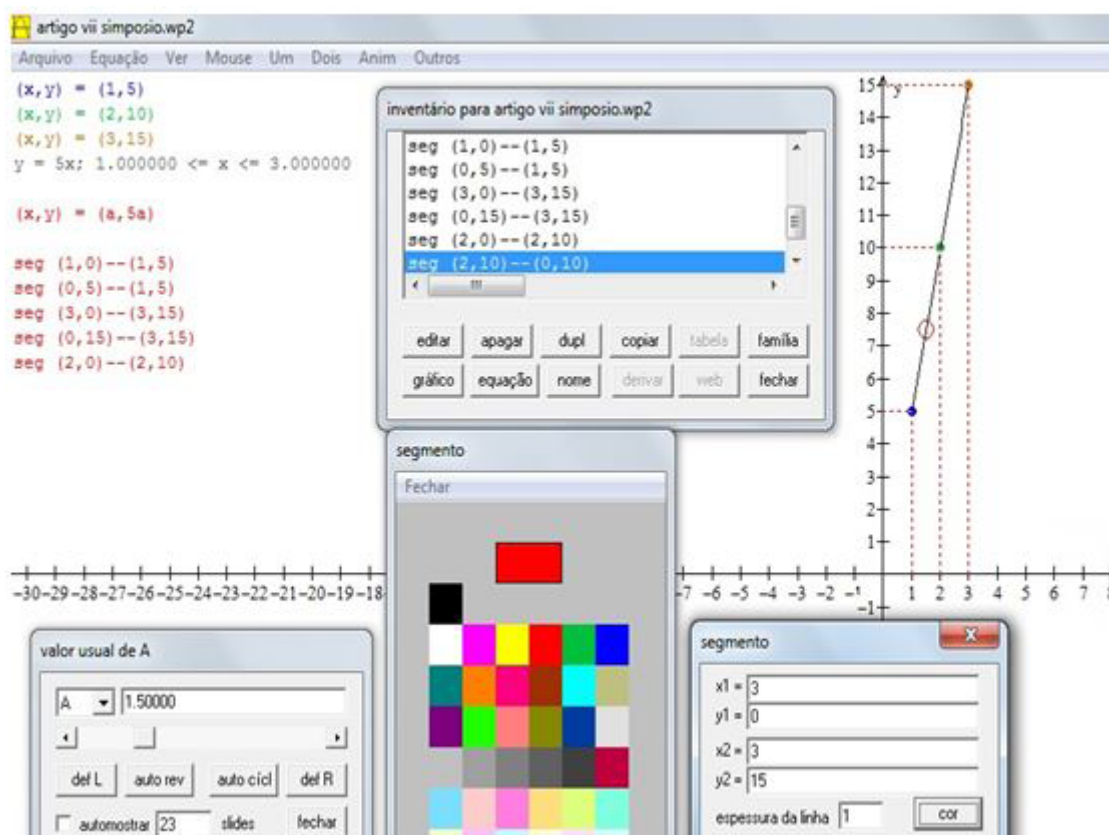 artigo vii simposio.wp2
Arquivo Equação Ver Mouse Um Dois Anim Outros
(x,y) = (1,5)
(x,y) = (2,10)
(x,y) = (3,15)
y = 5x; 1.000000 <= x <= 3.000000
(x,y) = (a,5a)
seg (1,0)--(1,5)
seg (0,5)--(1,5)
seg (3,0)--(3,15)
seg (0,15)--(3,15)
seg (2,0)--(2,10)
inventário para artigo vii simposio.wp2
seg (1,0)--(1,5)
seg (0,5)--(1,5)
seg (3,0)--(3,15)
seg (0,15)--(3,15)
seg (2,0)--(2,10)
seg (2,10)--(0,10)
editar apagar dupl copiar tabela família
gráfico equação nome derivar web fechar
y
15
14
13
12
11
10
9
8
7
6
5
4
3
2
1
-30 -29 -28 -27 -26 -25 -24 -23 -22 -21 -20 -19 -18 -7 -6 -5 -4 -3 -2 -1 1 2 3 4 5 6 7 8
-1
segmento
Fechar
valor usual de A
A 1.50000
def L auto rev auto cícl def R
automostrar 23 slides fechar
segmento
x1 = 3
y1 = 0
x2 = 3
y2 = 15
espessura da linha 1 cor